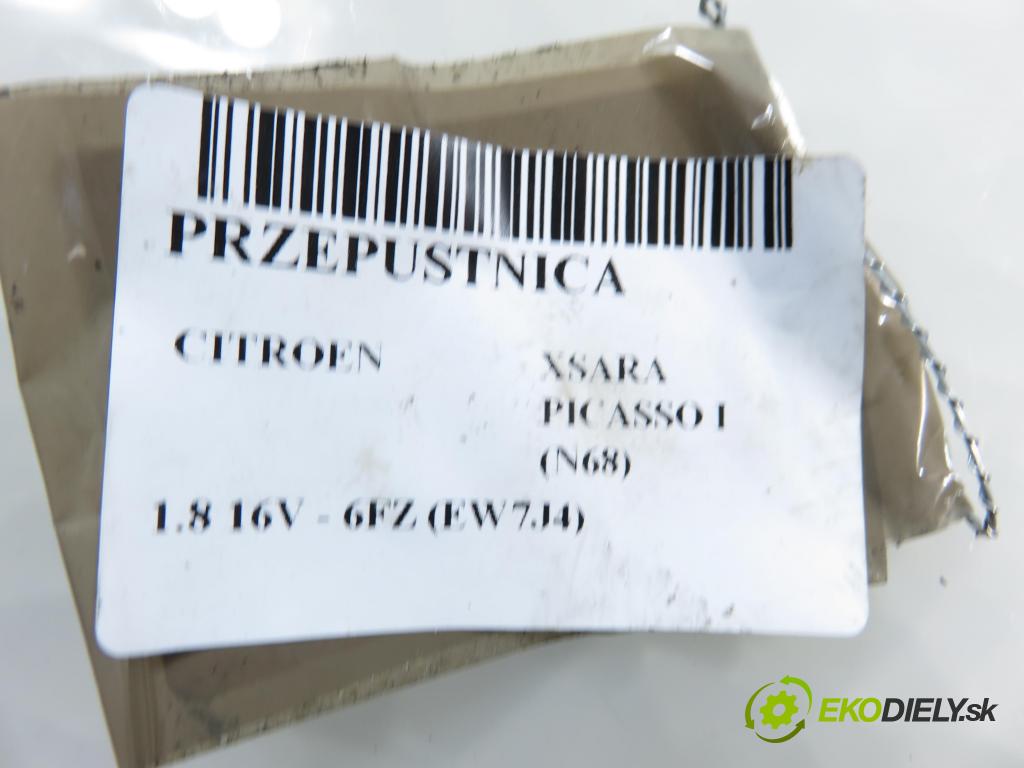 PRZEPUSTNICA
CITROEN
XSARA
PICASSO I
(N68)
1.8 16V - 6FZ (EW7J4)
EKODIELY.sk